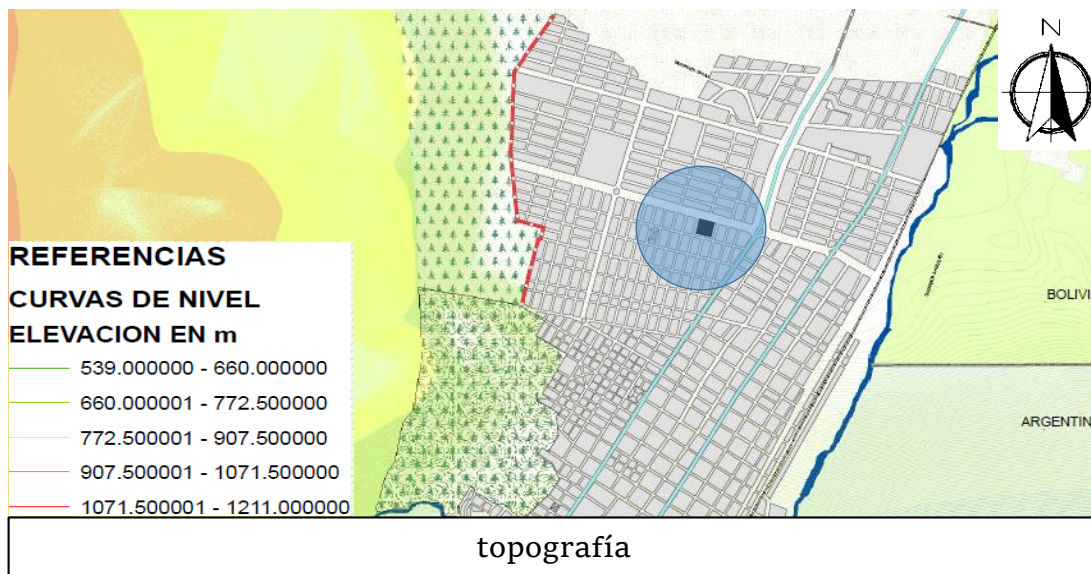 N
REFERENCIAS
CURVAS DE NIVEL
ELEVACION EN m
539.000000 - 660.000000
660.000001 - 772.500000
772.500001 - 907.500000
907.500001 - 1071.500000
1071.500001 - 1211.000000
BOLIVI
ARGENTIN
topografía